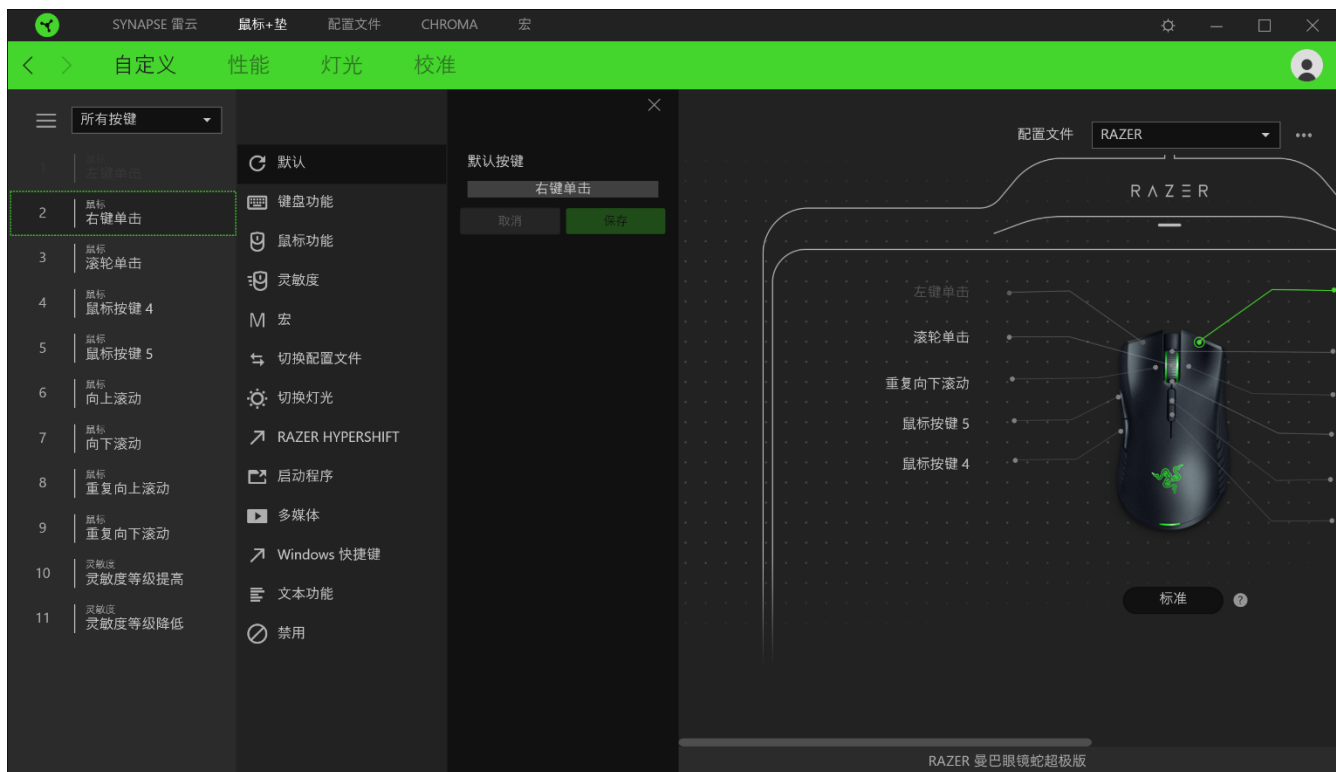 SYNAPSE 雷云 鼠标+垫 配置文件 CHROMA 宏
自定义 性能 灯光 校准
所有按键
1 鼠标
左键单击
2 鼠标
右键单击
3 鼠标
滚轮单击
4 鼠标
鼠标按键 4
5 鼠标
鼠标按键 5
6 鼠标
向上滚动
7 鼠标
向下滚动
8 鼠标
重复向上滚动
9 鼠标
重复向下滚动
10 灵敏度
灵敏度等级提高
11 灵敏度
灵敏度等级降低
默认
键盘功能
鼠标功能
灵敏度
M 宏
切换配置文件
切换灯光
RAZER HYPERSHIFT
启动程序
多媒体
Windows 快捷键
文本功能
禁用
默认按键
右键单击
取消 保存
配置文件 RAZER
RAZER
左键单击
滚轮单击
重复向下滚动
鼠标按键 5
鼠标按键 4
标准 ?
RAZER 曼巴眼镜蛇超极版